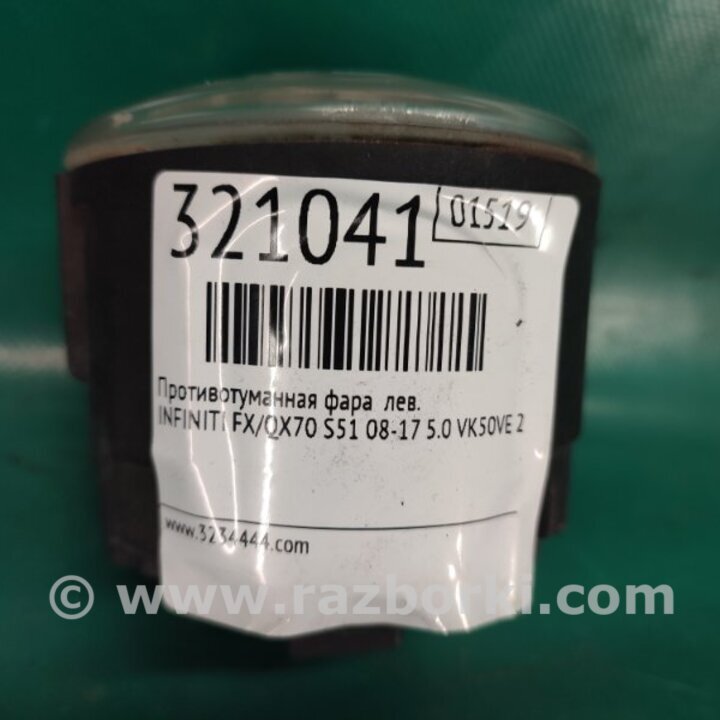 321041
01519
Противотуманная фара лев.
INFINITI FX/QX70 S51 08-17 5.0 VK50VE 2
www.3234444.com
© www.razborki.com